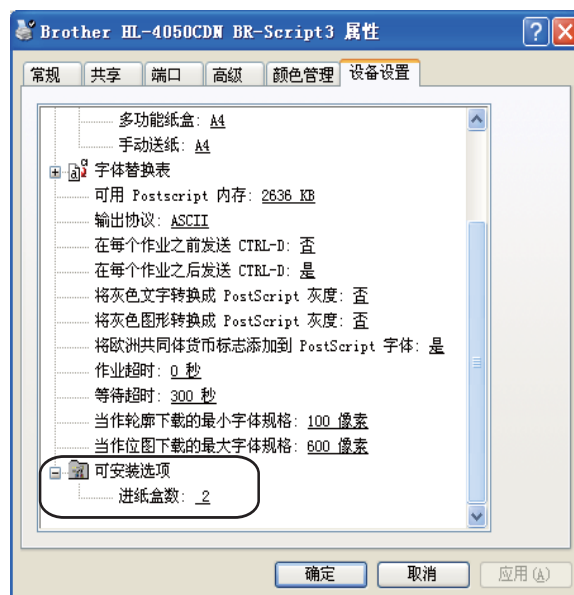 Brother HL-4050CDN BR-Script3 属性
常规 共享 端口 高级 颜色管理 设备设置
多功能纸盒: A4
手动送纸: A4
字体替换表
可用 Postscript 内存: 2636 KB
输出协议: ASCII
在每个作业之前发送 CTRL-D: 否
在每个作业之后发送 CTRL-D: 是
将灰色文字转换成 PostScript 灰度: 否
将灰色图形转换成 PostScript 灰度: 否
将欧洲共同体货币标志添加到 PostScript 字体: 是
作业超时: 0 秒
等待超时: 300 秒
当作轮廓下载的最小字体规格: 100 像素
当作位图下载的最大字体规格: 600 像素
可安装选项
进纸盒数: 2
确定 取消 应用(A)